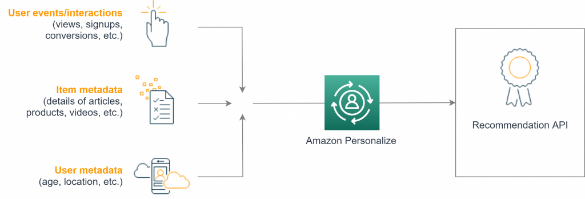 User events/interactions
(views, signups,
conversions, etc.)
Item metadata
(details of articles,
products, videos, etc.)
User metadata
(age, location, etc.)
Amazon Personalize
Recommendation API